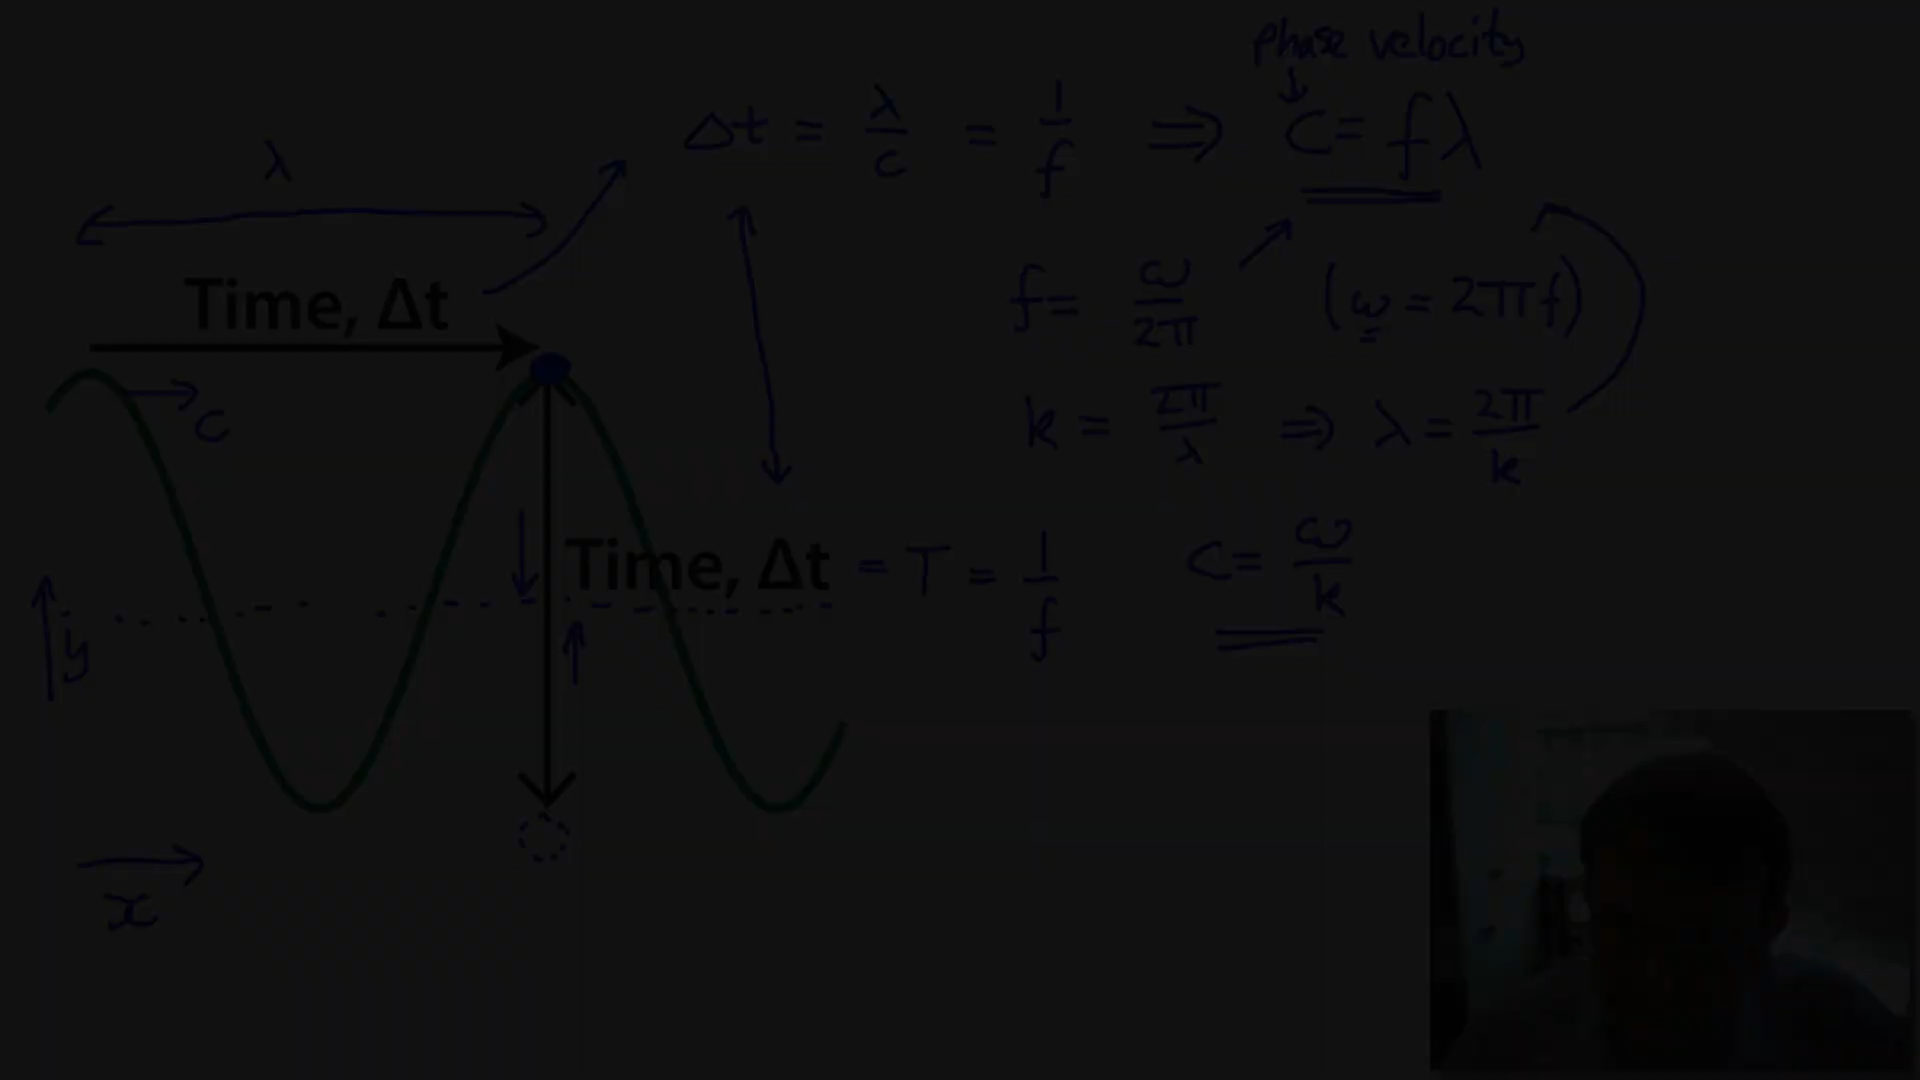 phase velocity
Δt = λ/c = 1/f ⇒ c = fλ
λ
Time, Δt
f = ω/2π (ω = 2πf)
c
k = 2π/λ ⇒ λ = 2π/k
Time, Δt = T = 1/f
c = ω/k
y
x